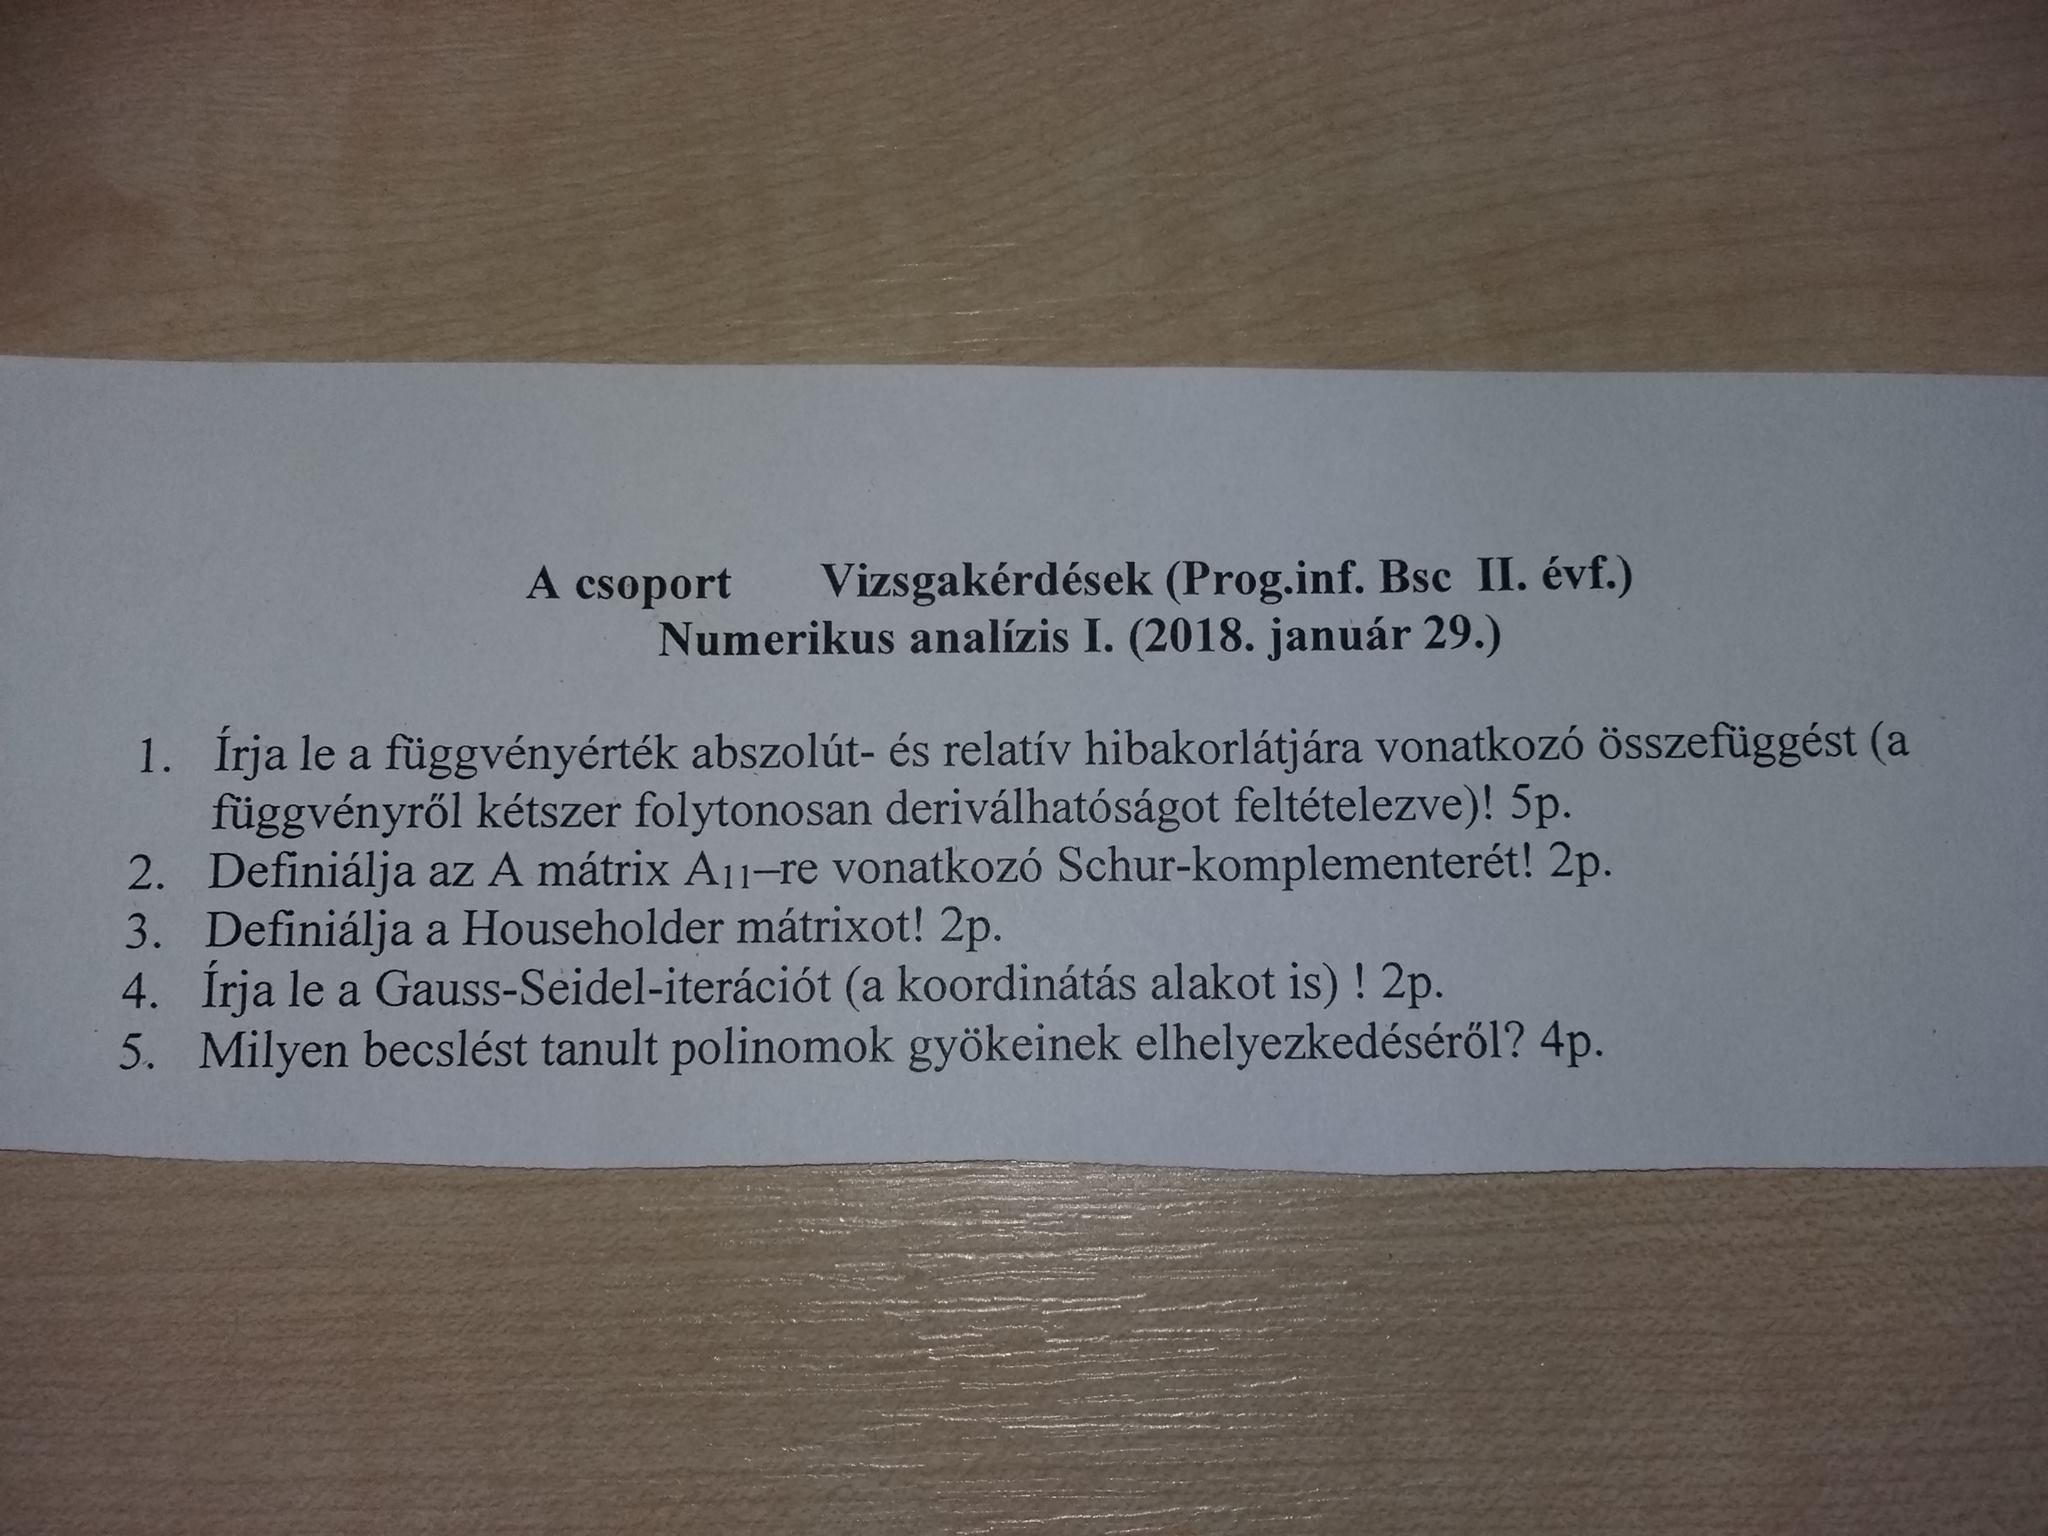 A csoport Vizsgakérdések (Prog.inf. Bsc II. évf.)
Numerikus analízis I. (2018. január 29.)
1. Írja le a függvényérték abszolút- és relatív hibakorlátjára vonatkozó összefüggést (a
függvényről kétszer folytonosan deriválhatóságot feltételezve)! 5p.
2. Definiálja az A mátrix A11–re vonatkozó Schur-komplementerét! 2p.
3. Definiálja a Householder mátrixot! 2p.
4. Írja le a Gauss-Seidel-iterációt (a koordinátás alakot is) ! 2p.
5. Milyen becslést tanult polinomok gyökeinek elhelyezkedéséről? 4p.